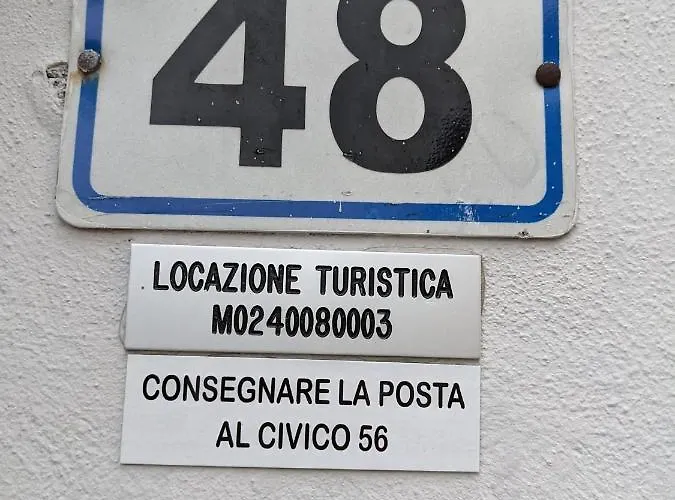 48
LOCAZIONE TURISTICA
M0240080003
CONSEGNARE LA POSTA
AL CIVICO 56